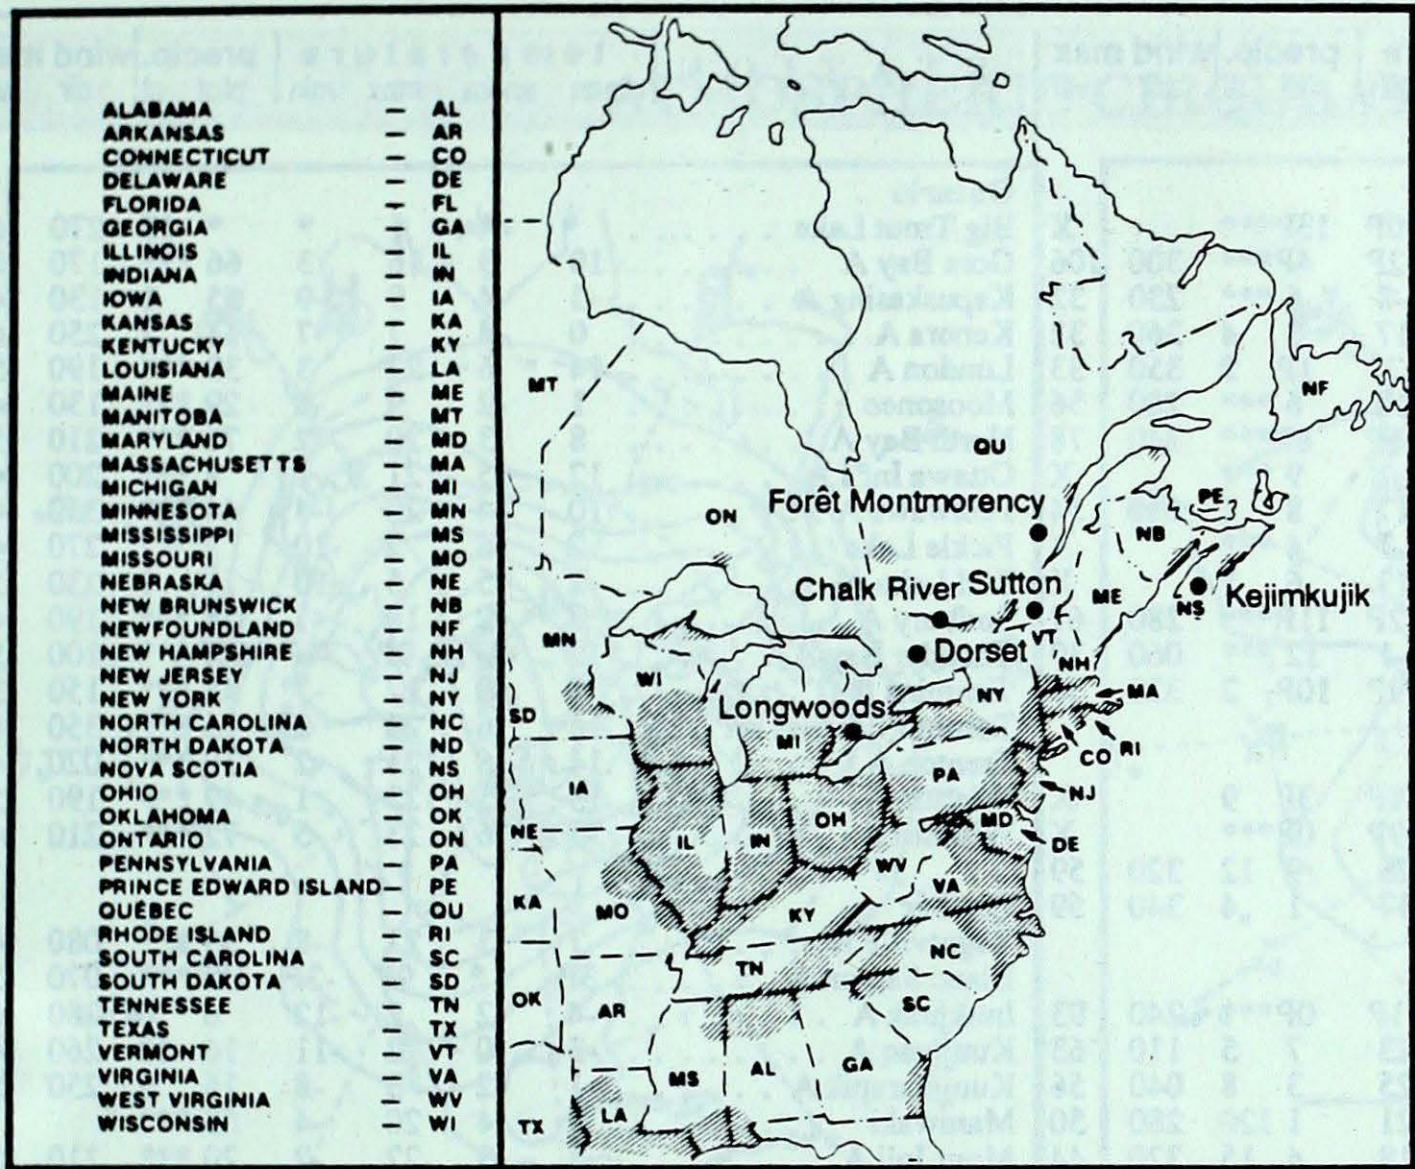 ALABAMA — AL
ARKANSAS — AR
CONNECTICUT — CO
DELAWARE — DE
FLORIDA — FL
GEORGIA — GA
ILLINOIS — IL
INDIANA — IN
IOWA — IA
KANSAS — KA
KENTUCKY — KY
LOUISIANA — LA
MAINE — ME
MANITOBA — MT
MARYLAND — MD
MASSACHUSETTS — MA
MICHIGAN — MI
MINNESOTA — MN
MISSISSIPPI — MS
MISSOURI — MO
NEBRASKA — NE
NEW BRUNSWICK — NB
NEWFOUNDLAND — NF
NEW HAMPSHIRE — NH
NEW JERSEY — NJ
NEW YORK — NY
NORTH CAROLINA — NC
NORTH DAKOTA — ND
NOVA SCOTIA — NS
OHIO — OH
OKLAHOMA — OK
ONTARIO — ON
PENNSYLVANIA — PA
PRINCE EDWARD ISLAND — PE
QUÉBEC — QU
RHODE ISLAND — RI
SOUTH CAROLINA — SC
SOUTH DAKOTA — SD
TENNESSEE — TN
TEXAS — TX
VERMONT — VT
VIRGINIA — VA
WEST VIRGINIA — WV
WISCONSIN — WI
MT
NF
QU
Forêt Montmorency
ON
PE
NB
Chalk River
Sutton
ME
NS
Kejimkujik
MN
VT
Dorset
NH
WI
NY
MA
SD
Longwoods
MI
CO
RI
IA
PA
NJ
NE
IL
IN
OH
MD
DE
WV
VA
KA
MO
KY
NC
TN
OK
AR
SC
MS
AL
GA
LA
TX